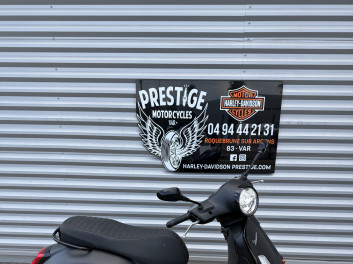 PRESTIGE
MOTORCYCLES
VAR
MOTOR
HARLEY-DAVIDSON
CYCLES
04 94 44 21 31
ROQUEBRUNE SUR ARGENS
83 - VAR
HARLEY-DAVIDSON-PRESTIGE.COM